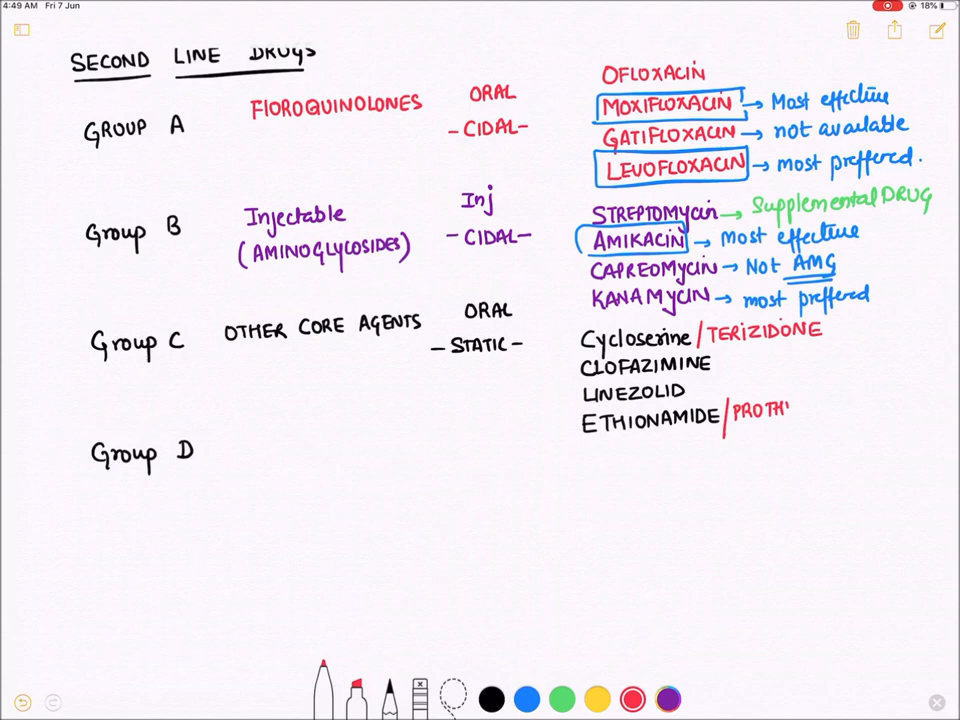 4:49 AM Fri 7 Jun
18%
SECOND LINE DRUGS
GROUP A
FlOROQUINOLONES
ORAL
- CIDAL -
OFLOXACIN
MOXIFLOXACIN → Most effective
GATIFLOXACIN → not available
LEVOFLOXACIN → most preffered.
Group B
Injectable
(AMINOglycosIDES)
Inj
- CIDAL -
STREPTOMycin → Supplemental DRUG
AMIKACIN → Most effective
CAPREOMycIN → Not AMG
KANAMycIN → most preffered
Group C
OTHER CORE AGENTS
ORAL
- STATIC -
Cycloserine / TERIZIDONE
CLOFAZIMINE
LINEZOLID
ETHIONAMIDE / PROTHI
Group D